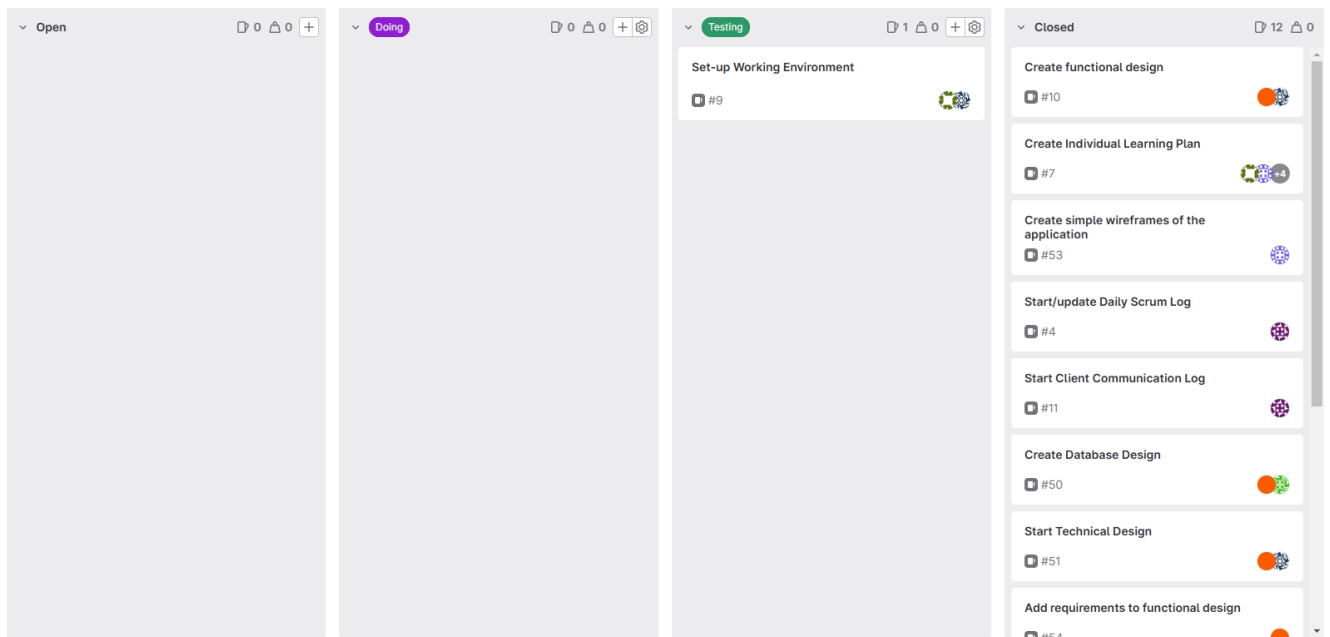 Open 0 0
Doing 0 0
Testing 1 0
Set-up Working Environment
#9
Closed 12 0
Create functional design
#10
Create Individual Learning Plan
#7 +4
Create simple wireframes of the
application
#53
Start/update Daily Scrum Log
#4
Start Client Communication Log
#11
Create Database Design
#50
Start Technical Design
#51
Add requirements to functional design
#54